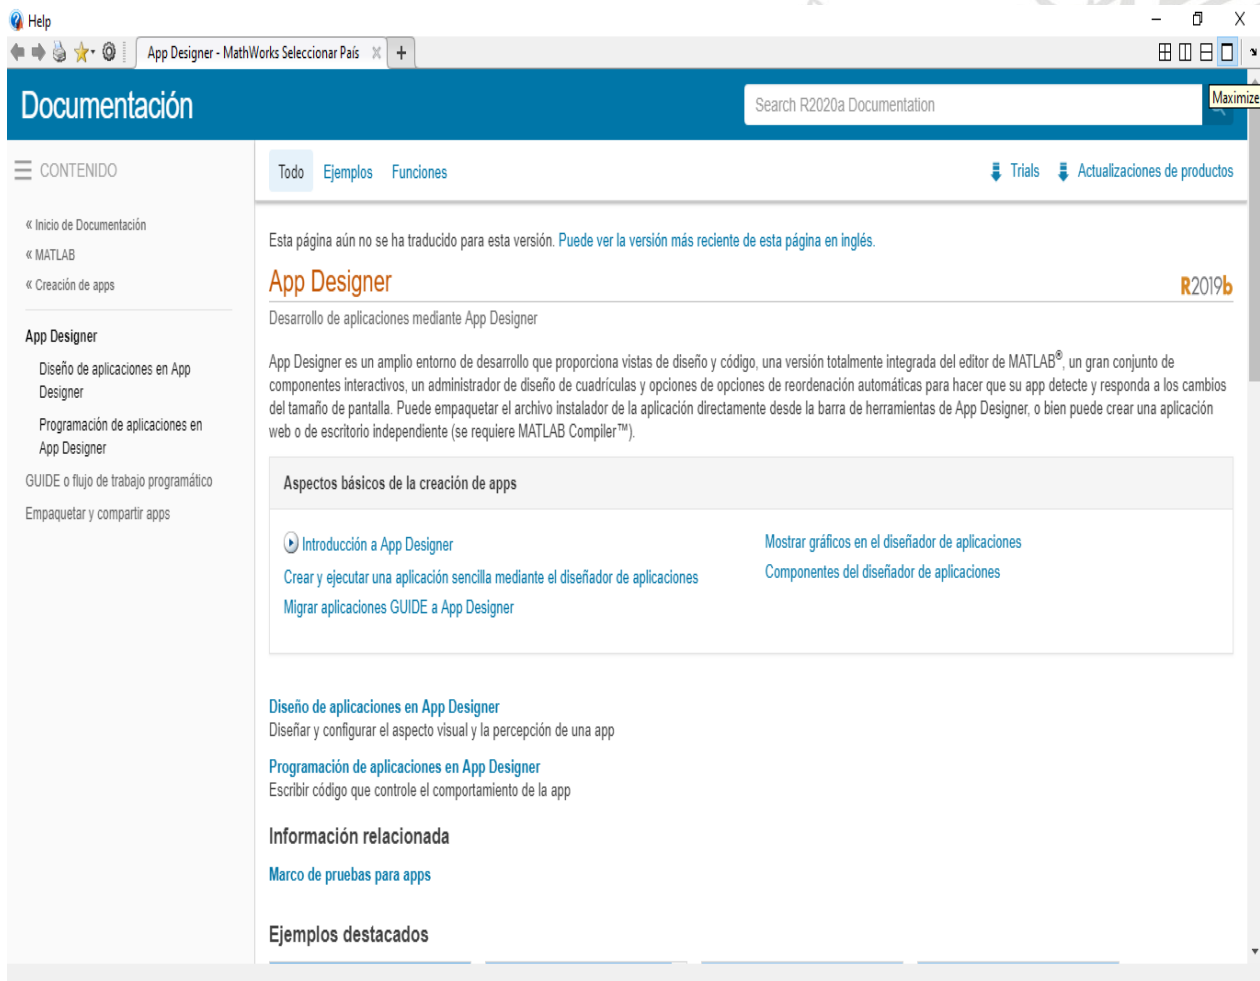 Help
App Designer - MathWorks Seleccionar País
Documentación
Search R2020a Documentation
Maximize
CONTENIDO
Todo Ejemplos Funciones
Trials Actualizaciones de productos
« Inicio de Documentación
« MATLAB
« Creación de apps
App Designer
Diseño de aplicaciones en App
Designer
Programación de aplicaciones en
App Designer
GUIDE o flujo de trabajo programático
Empaquetar y compartir apps
Esta página aún no se ha traducido para esta versión. Puede ver la versión más reciente de esta página en inglés.
App Designer
R2019b
Desarrollo de aplicaciones mediante App Designer
App Designer es un amplio entorno de desarrollo que proporciona vistas de diseño y código, una versión totalmente integrada del editor de MATLAB®, un gran conjunto de
componentes interactivos, un administrador de diseño de cuadrículas y opciones de opciones de reordenación automáticas para hacer que su app detecte y responda a los cambios
del tamaño de pantalla. Puede empaquetar el archivo instalador de la aplicación directamente desde la barra de herramientas de App Designer, o bien puede crear una aplicación
web o de escritorio independiente (se requiere MATLAB Compiler™).
Aspectos básicos de la creación de apps
Introducción a App Designer
Crear y ejecutar una aplicación sencilla mediante el diseñador de aplicaciones
Migrar aplicaciones GUIDE a App Designer
Mostrar gráficos en el diseñador de aplicaciones
Componentes del diseñador de aplicaciones
Diseño de aplicaciones en App Designer
Diseñar y configurar el aspecto visual y la percepción de una app
Programación de aplicaciones en App Designer
Escribir código que controle el comportamiento de la app
Información relacionada
Marco de pruebas para apps
Ejemplos destacados